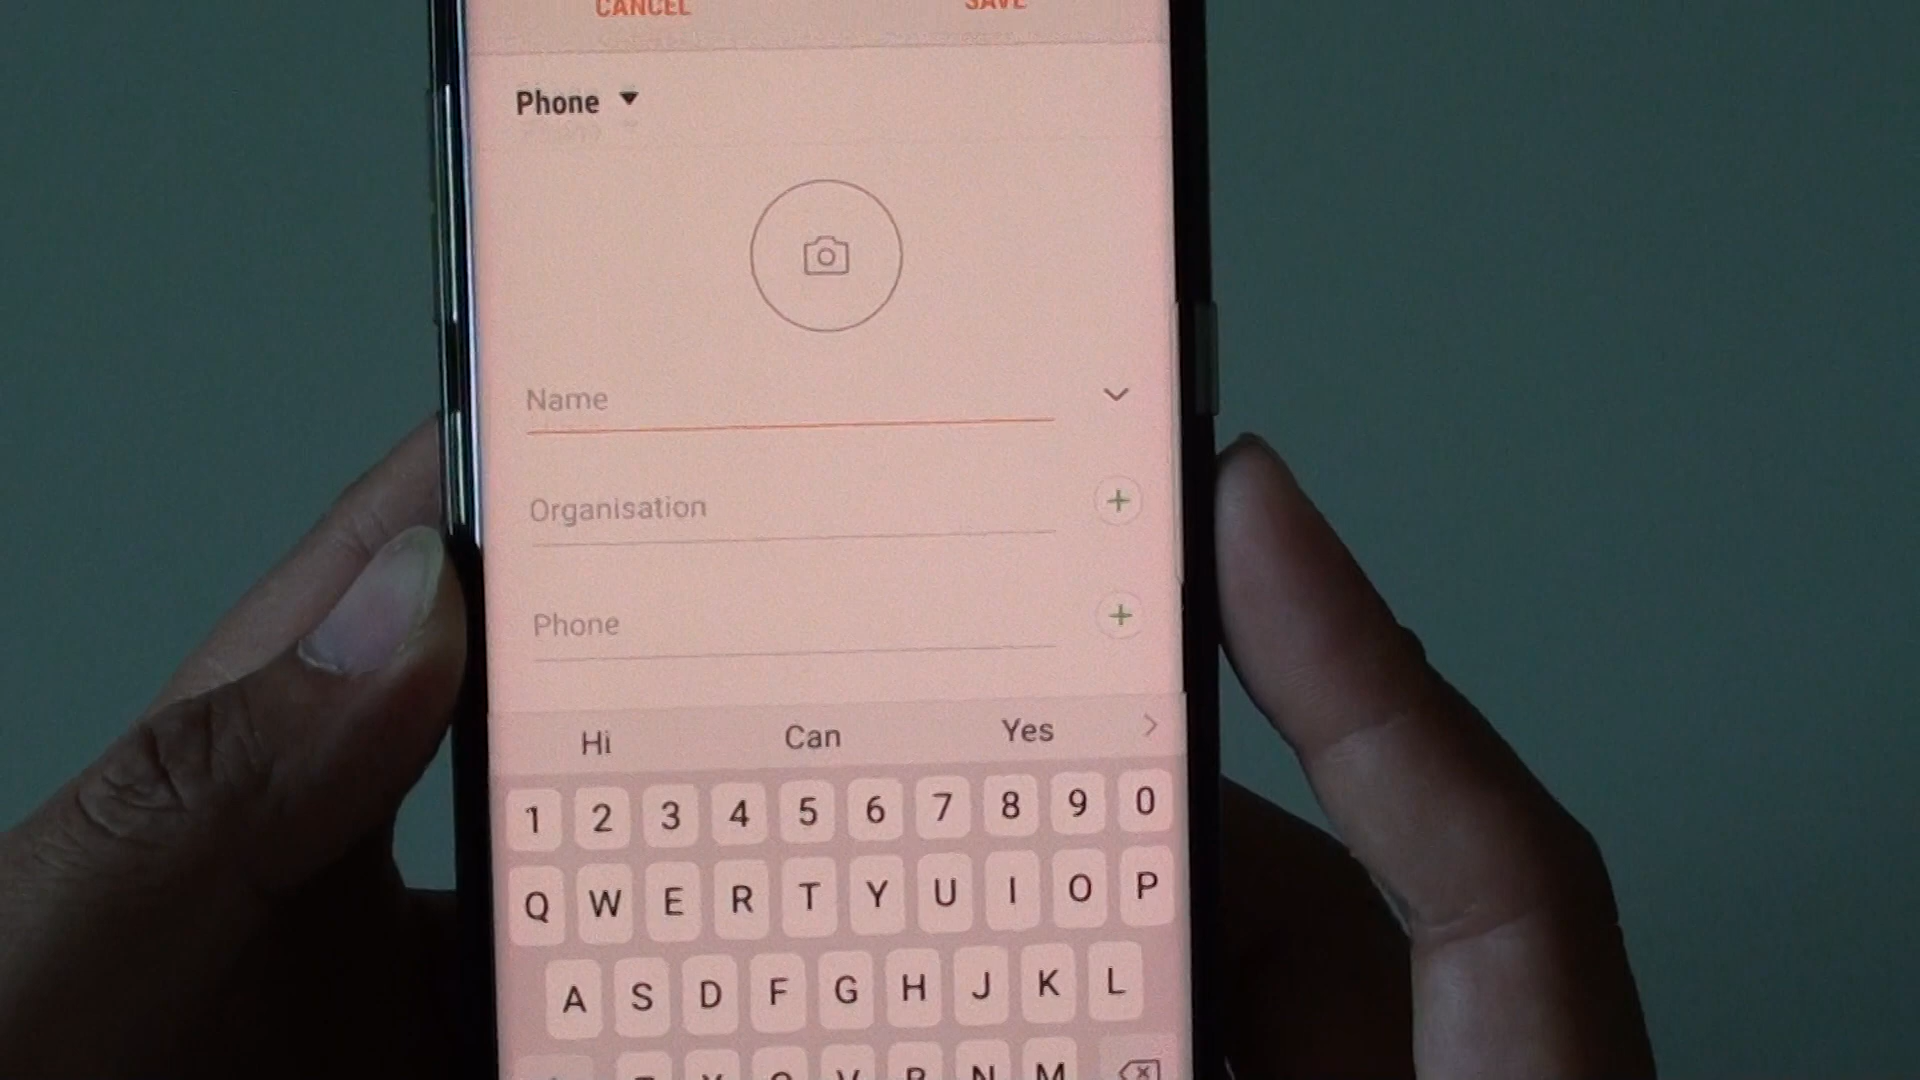 CANCEL SAVE
Phone
Name
Organisation
Phone
Hi Can Yes
1 2 3 4 5 6 7 8 9 0
Q W E R T Y U I O P
A S D F G H J K L
V B N M